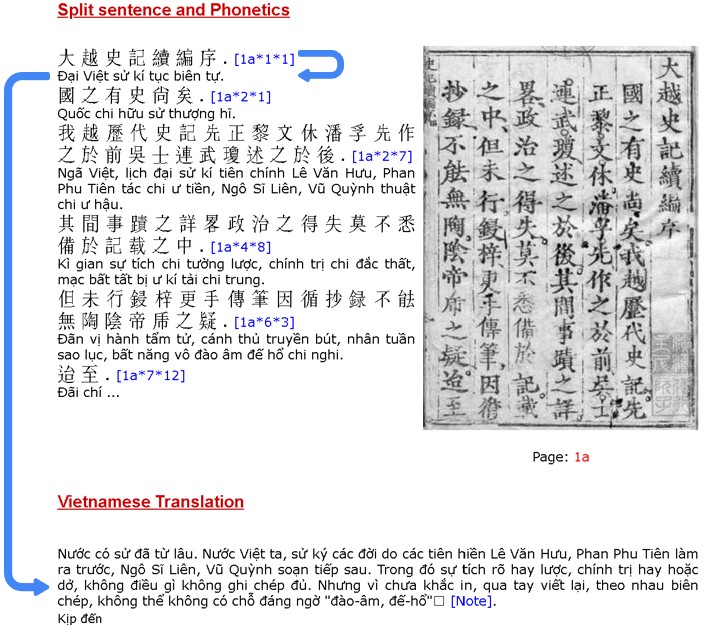 Split sentence and Phonetics
大越史記續編序. [1a*1*1]
Đại Việt sử kí tục biên tự.
國之有史尙矣. [1a*2*1]
Quốc chi hữu sử thượng hĩ.
我越歷代史記先正黎文休潘孚先作
之於前吳士連武瓊述之於後. [1a*2*7]
Ngã Việt, lịch đại sử kí tiên chính Lê Văn Hưu, Phan
Phu Tiên tác chi ư tiền, Ngô Sĩ Liên, Vũ Quỳnh thuật
chi ư hậu.
其間事蹟之詳畧政治之得失莫不悉
備於記载之中. [1a*4*8]
Kì gian sự tích chi tường lược, chính trị chi đắc thất,
mạc bất tất bị ư kí tải chi trung.
但未行鋟梓更手傳筆因循抄録不能
無陶陰帝乕之疑. [1a*6*3]
Đãn vị hành tẩm tử, cánh thủ truyền bút, nhân tuần
sao lục, bất năng vô đào âm đế hổ chi nghi.
迨至. [1a*7*12]
Đãi chí ...
大越史記續編序
國之有史尙矣我越歷代史記先
正黎文休潘孚先作之於前吳士
連武瓊述之於後其間事蹟之詳
畧政治之得失莫不悉備於記載
之中但未行鋟梓更手傳筆因循
抄録不能無陶陰帝乕之疑迨至
Page: 1a
Vietnamese Translation
Nước có sử đã từ lâu. Nước Việt ta, sử ký các đời do các tiên hiền Lê Văn Hưu, Phan Phu Tiên làm
ra trước, Ngô Sĩ Liên, Vũ Quỳnh soạn tiếp sau. Trong đó sự tích rõ hay lược, chính trị hay hoặc
dở, không điều gì không ghi chép đủ. Nhưng vì chưa khắc in, qua tay viết lại, theo nhau biên
chép, không thể không có chỗ đáng ngờ "đào-âm, đế-hổ"□ [Note].
Kịp đến